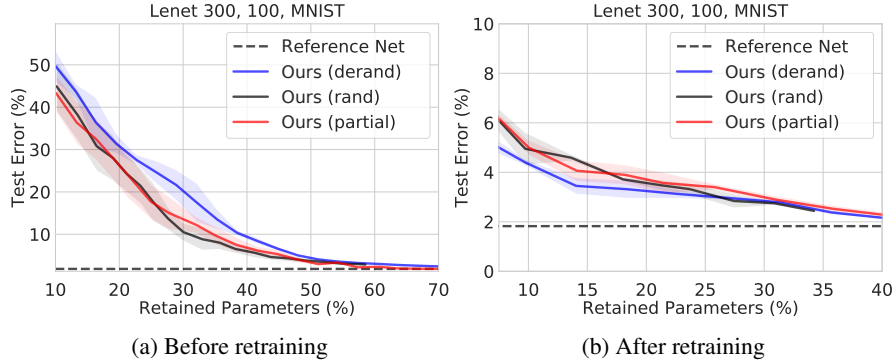 Lenet 300, 100, MNIST
Test Error (%)
50
40
30
20
10
Reference Net
Ours (derand)
Ours (rand)
Ours (partial)
10 20 30 40 50 60 70
Retained Parameters (%)
(a) Before retraining
Lenet 300, 100, MNIST
Test Error (%)
10
8
6
4
2
0
Reference Net
Ours (derand)
Ours (rand)
Ours (partial)
10 15 20 25 30 35 40
Retained Parameters (%)
(b) After retraining